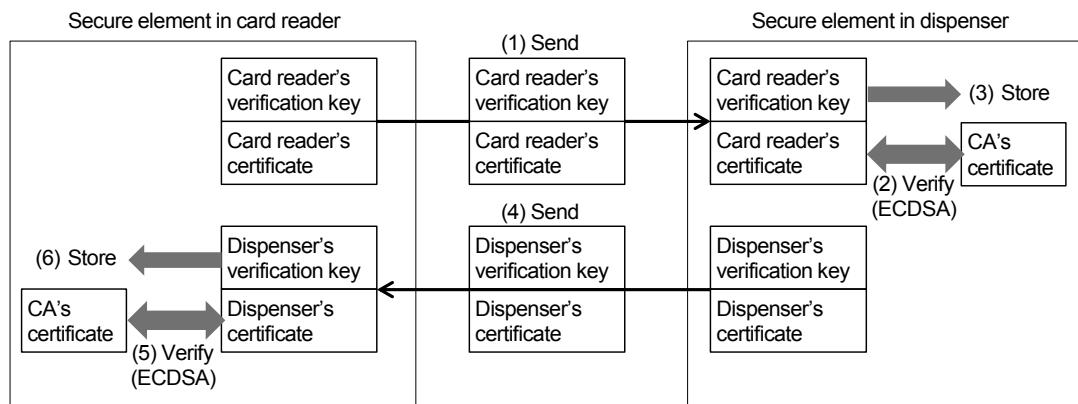 Secure element in card reader
Secure element in dispenser
(1) Send
Card reader's
verification key
Card reader's
certificate
Card reader's
verification key
Card reader's
certificate
Card reader's
verification key
Card reader's
certificate
(3) Store
CA's
certificate
(2) Verify
(ECDSA)
(4) Send
(6) Store
Dispenser's
verification key
Dispenser's
certificate
Dispenser's
verification key
Dispenser's
certificate
Dispenser's
verification key
Dispenser's
certificate
CA's
certificate
(5) Verify
(ECDSA)